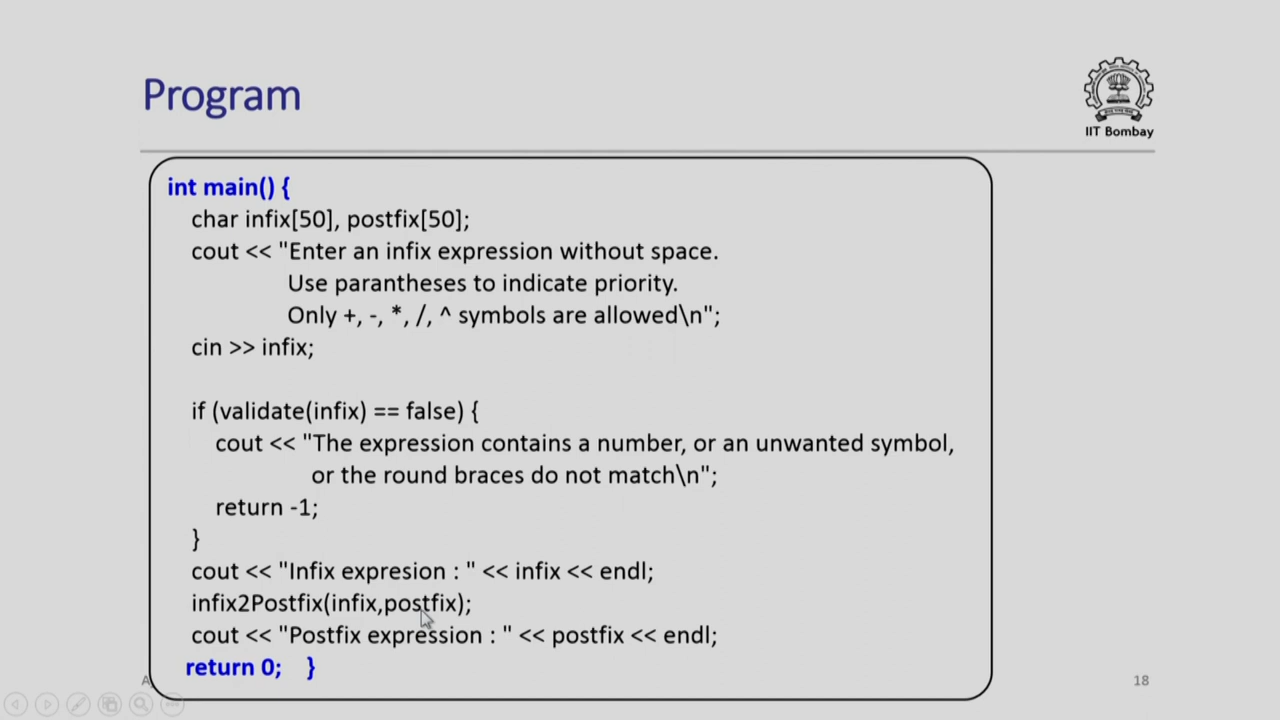 Program
IIT Bombay
int main() {
char infix[50], postfix[50];
cout << "Enter an infix expression without space.
Use parantheses to indicate priority.
Only +, -, *, /, ^ symbols are allowed\n";
cin >> infix;
if (validate(infix) == false) {
cout << "The expression contains a number, or an unwanted symbol,
or the round braces do not match\n";
return -1;
}
cout << "Infix expresion : " << infix << endl;
infix2Postfix(infix,postfix);
cout << "Postfix expression : " << postfix << endl;
return 0; }
18